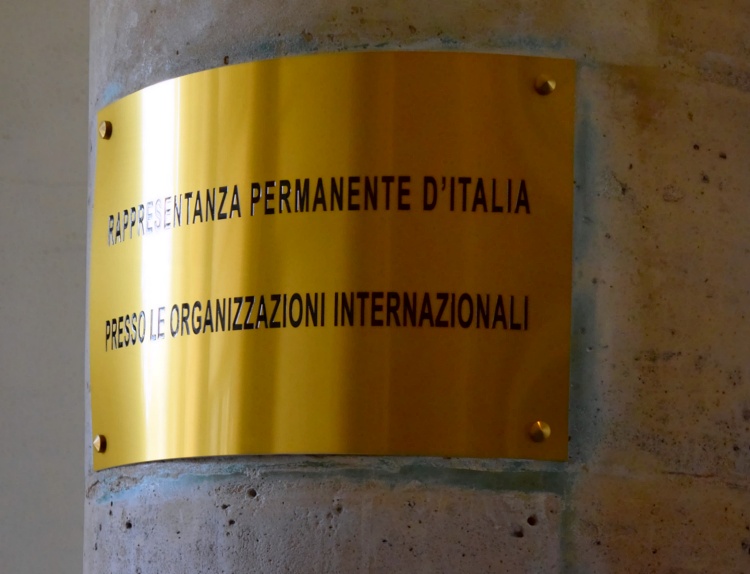 RAPPRESENTANZA PERMANENTE D'ITALIA
PRESSO LE ORGANIZZAZIONI INTERNAZIONALI